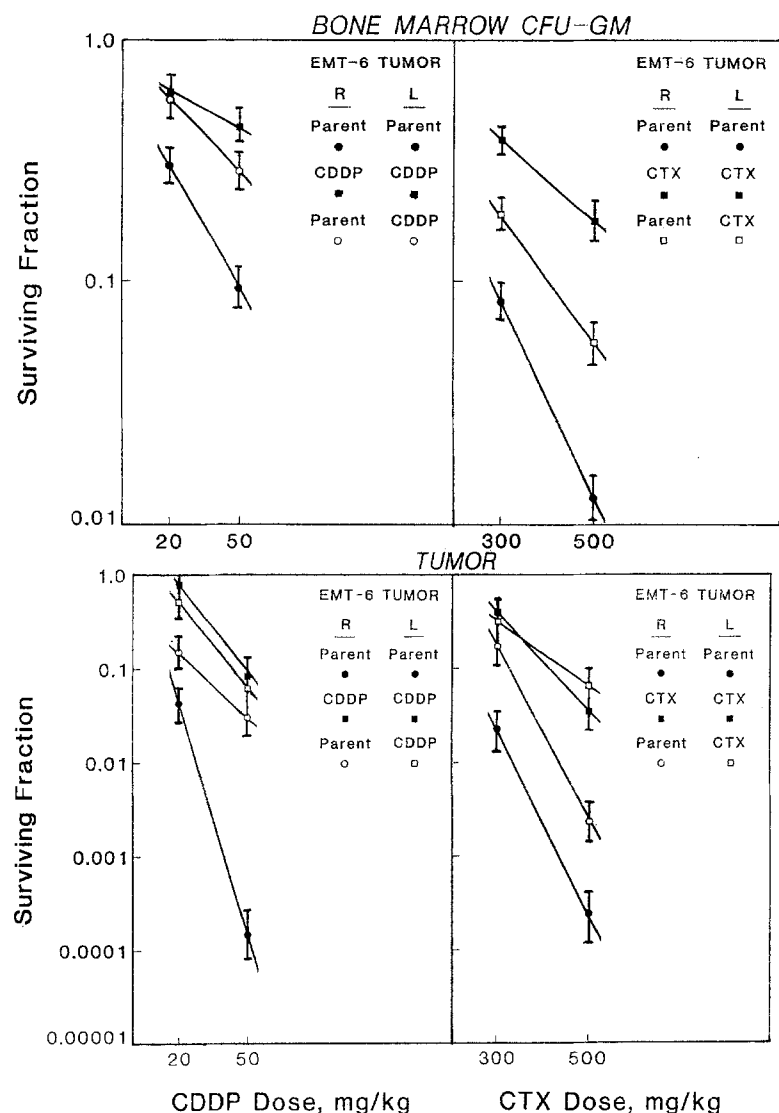 BONE MARROW CFU-GM
Surviving Fraction
1.0
0.1
0.01
EMT-6 TUMOR
R L
Parent Parent
CDDP CDDP
Parent CDDP
20 50
EMT-6 TUMOR
R L
Parent Parent
CTX CTX
Parent CTX
300 500
TUMOR
Surviving Fraction
1.0
0.1
0.01
0.001
0.0001
0.00001
EMT-6 TUMOR
R L
Parent Parent
CDDP CDDP
Parent CDDP
20 50
CDDP Dose, mg/kg
EMT-6 TUMOR
R L
Parent Parent
CTX CTX
Parent CTX
300 500
CTX Dose, mg/kg